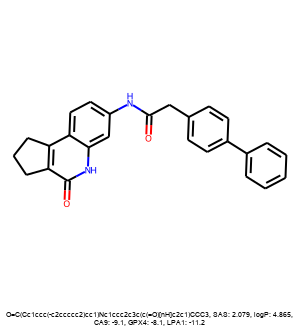 H
N
O
NH
O
O=C(Cc1ccc(-c2ccccc2)cc1)Nc1ccc2c3c(c(=O)[nH]c2c1)CCC3, SAS: 2.079, logP: 4.865,
CA9: -9.1, GPX4: -8.1, LPA1: -11.2